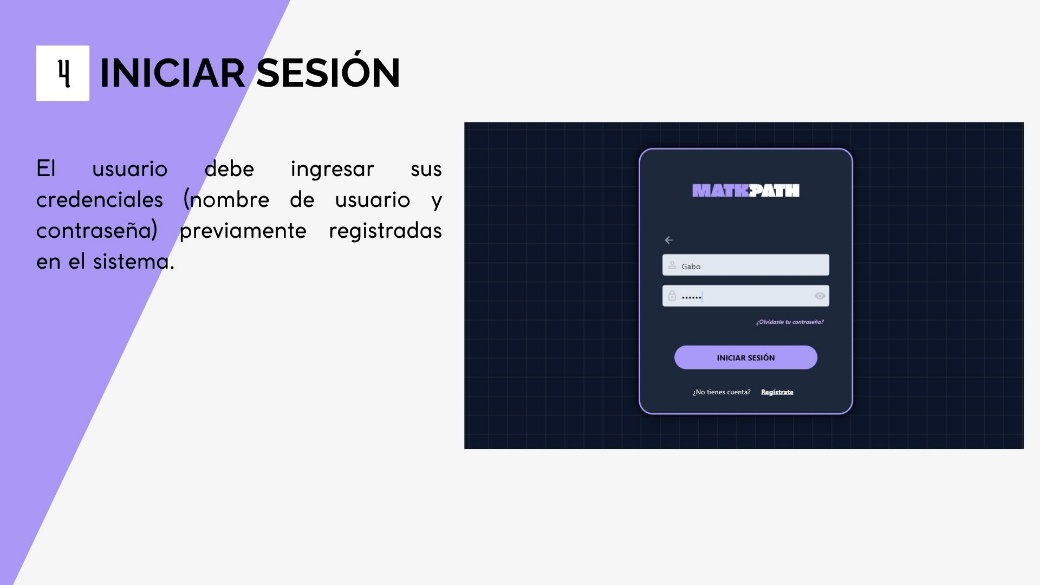 4 INICIAR SESIÓN
El usuario debe ingresar sus
credenciales (nombre de usuario y
contraseña) previamente registradas
en el sistema.
MATHPATH
Gabo
••••••
¿Olvidaste tu contraseña?
INICIAR SESIÓN
¿No tienes cuenta? Regístrate